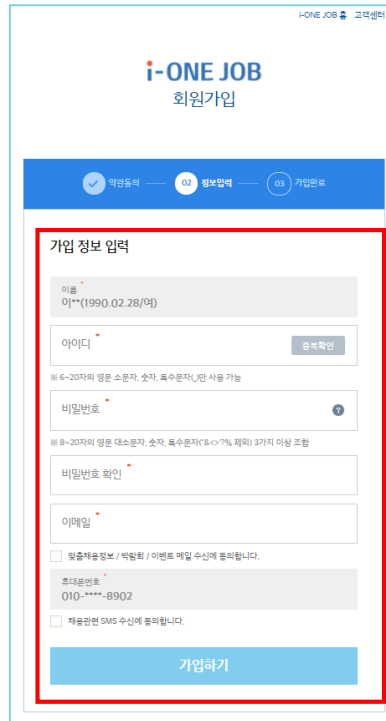 i-ONE JOB 홈 고객센터
i-ONE JOB
회원가입
약관동의 02 정보입력 03 가입완료
가입 정보 입력
이름 *
이**(1990.02.28/여)
아이디 *
중복확인
※ 6~20자의 영문 소문자, 숫자, 특수문자(_)만 사용 가능
비밀번호 *
?
※ 8~20자의 영문 대소문자, 숫자, 특수문자("&<>'?% 제외) 3가지 이상 조합
비밀번호 확인 *
이메일 *
맞춤채용정보 / 박람회 / 이벤트 메일 수신에 동의합니다.
휴대폰번호 *
010-****-8902
채용관련 SMS 수신에 동의합니다.
가입하기